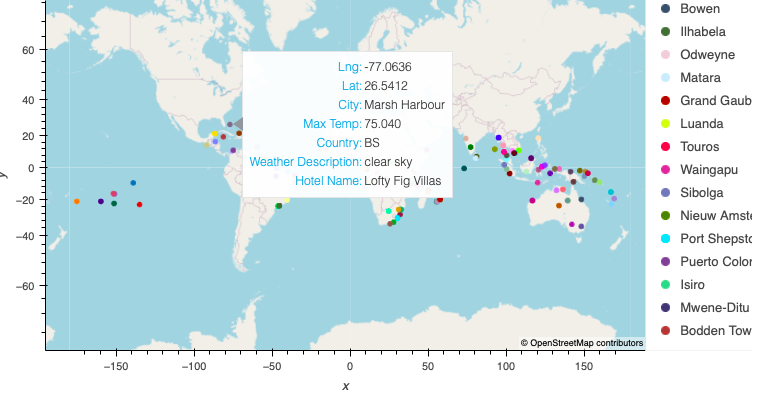 Lng: -77.0636
Lat: 26.5412
City: Marsh Harbour
Max Temp: 75.040
Country: BS
Weather Description: clear sky
Hotel Name: Lofty Fig Villas
60
40
20
0
−20
−40
−60
y
−150
−100
−50
0
50
100
150
x
© OpenStreetMap contributors
Bowen
Ilhabela
Odweyne
Matara
Grand Gaub
Luanda
Touros
Waingapu
Sibolga
Nieuw Amste
Port Shepsto
Puerto Color
Isiro
Mwene-Ditu
Bodden Tow